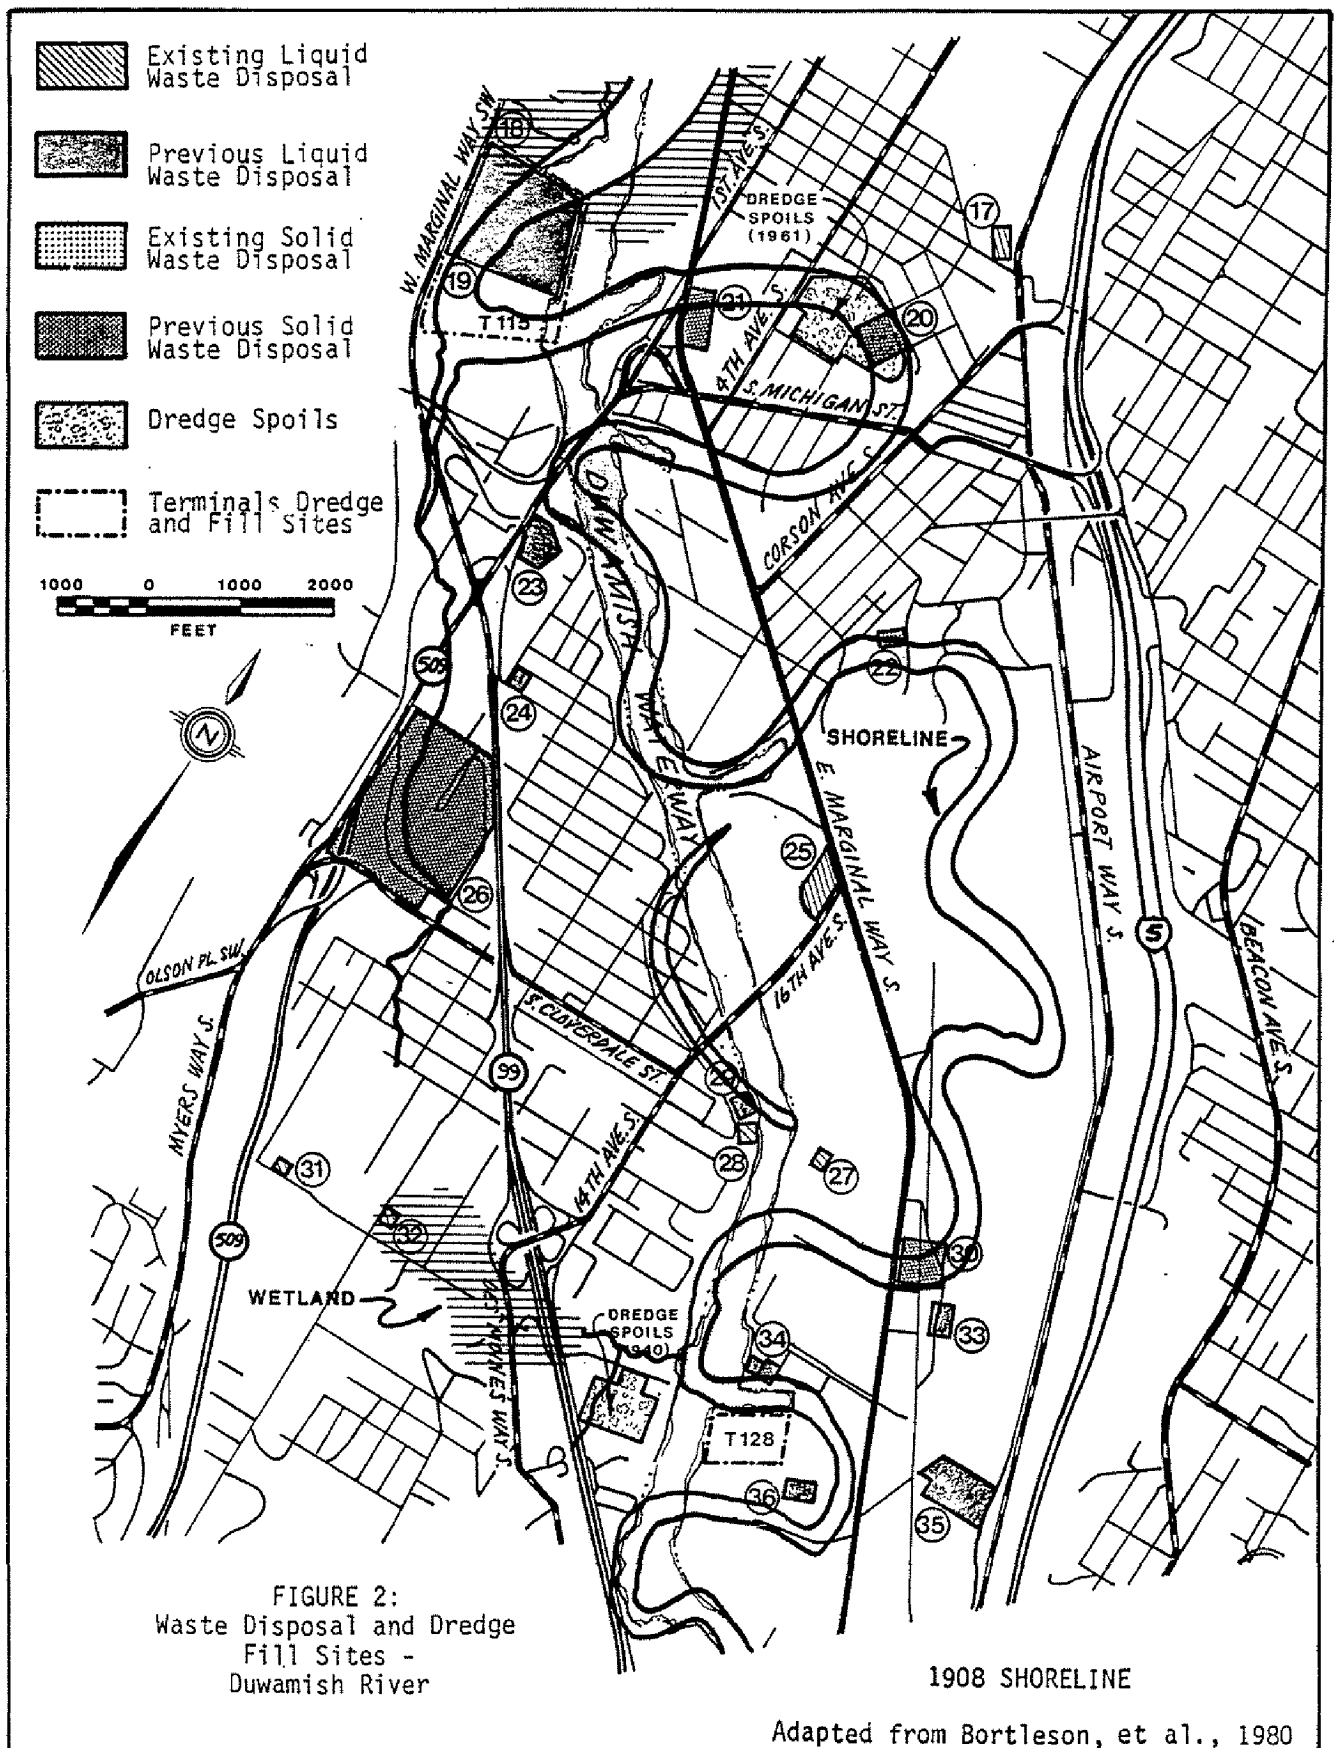 Existing Liquid
Waste Disposal
Previous Liquid
Waste Disposal
Existing Solid
Waste Disposal
Previous Solid
Waste Disposal
Dredge Spoils
Terminals Dredge
and Fill Sites
1000 0 1000 2000
FEET
N
W. MARGINAL WAY SW
18
1ST. AVE. S.
DREDGE
SPOILS
(1961)
17
19
T 115
21
20
4TH AVE. S.
S. MICHIGAN ST.
CORSON AVE. S.
DUWAMISH WATERWAY
23
509
24
22
SHORELINE
E. MARGINAL WAY S.
AIRPORT WAY S.
25
26
16TH AVE. S.
5
BEACON AVE. S.
OLSON PL. SW.
MYERS WAY S.
S. CLOVERDALE ST.
99
29
14TH AVE. S.
28
27
31
32
509
30
WETLAND
DES MOINES WAY S.
DREDGE
SPOILS
34
33
T 128
36
35
FIGURE 2:
Waste Disposal and Dredge
Fill Sites -
Duwamish River
1908 SHORELINE
Adapted from Bortleson, et al., 1980